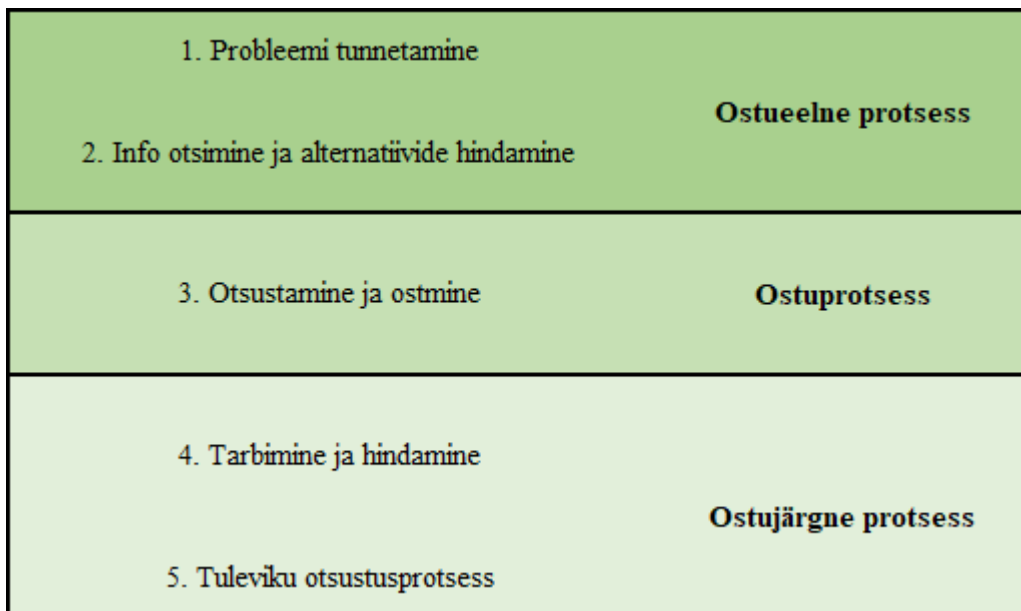 1. Probleemi tunnetamine
Ostueelne protsess
2. Info otsimine ja alternatiivide hindamine
3. Otsustamine ja ostmine
Ostuprotsess
4. Tarbimine ja hindamine
Ostujärgne protsess
5. Tuleviku otsustusprotsess